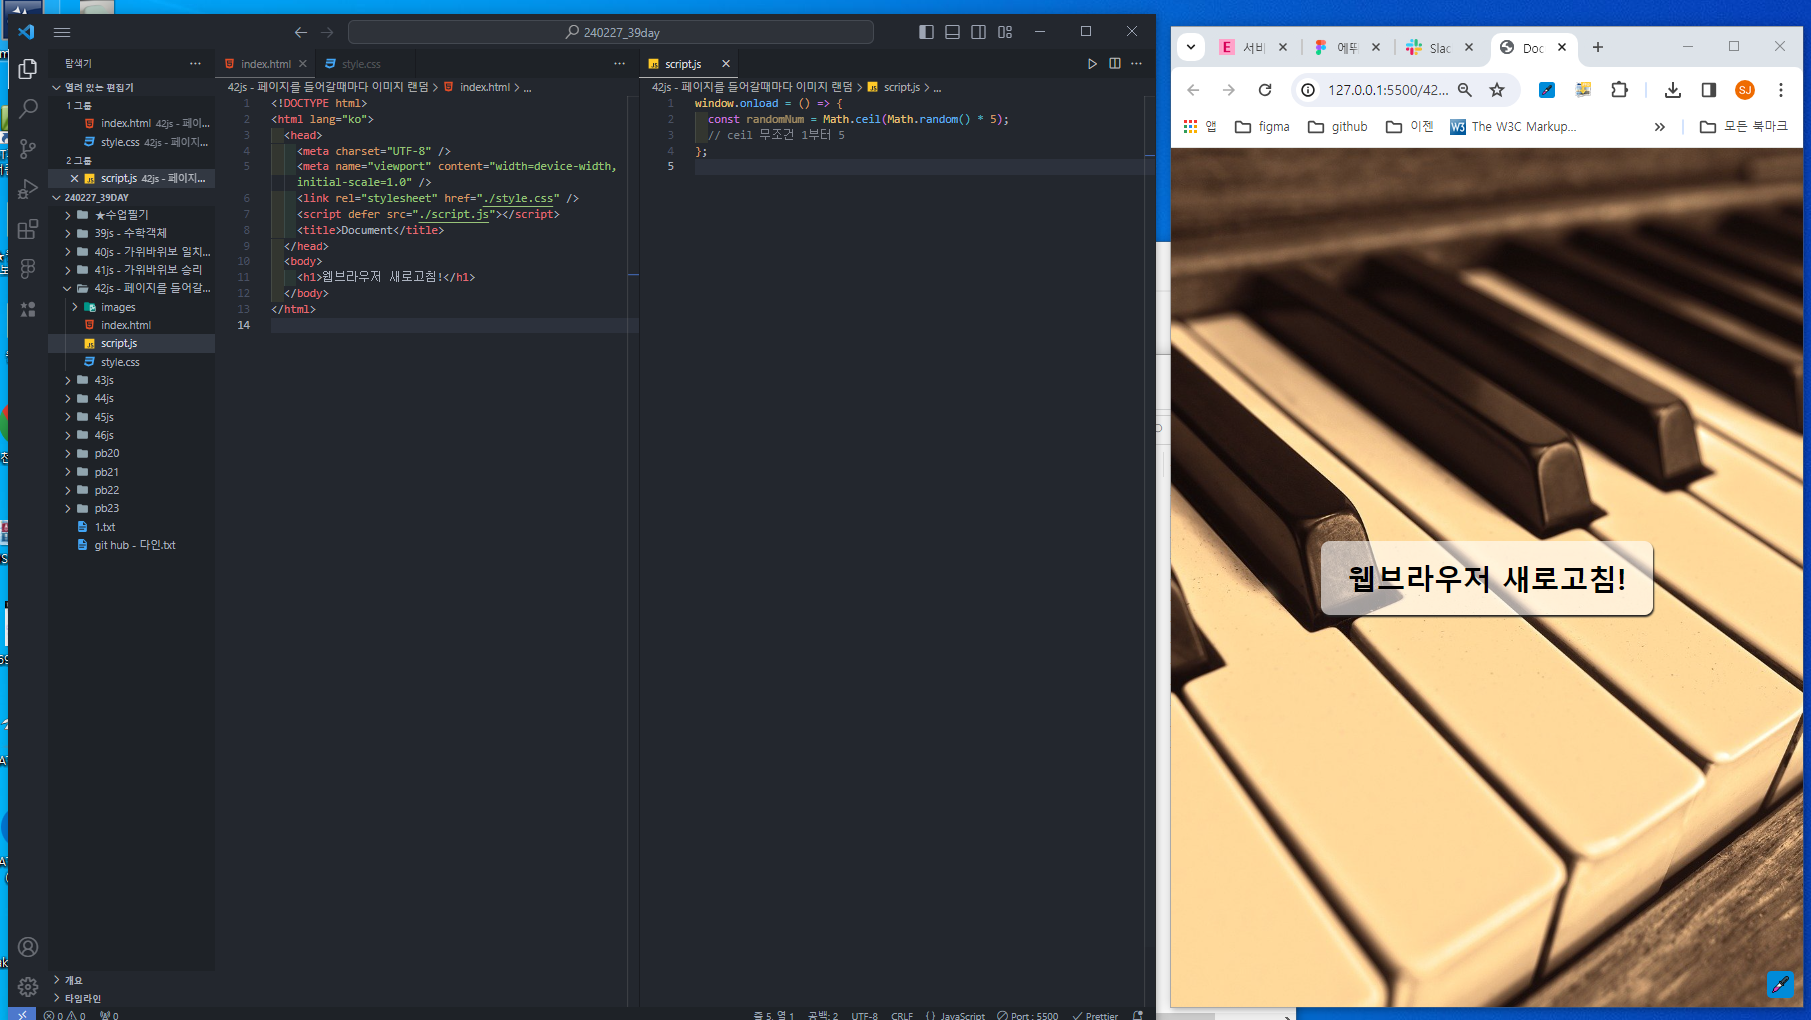 240227_39day
탐색기
열려 있는 편집기
1 그룹
index.html 42js - 페이...
style.css 42js - 페이지...
2 그룹
script.js 42js - 페이지...
240227_39DAY
★수업필기
39js - 수학객체
40js - 가위바위보 일치...
41js - 가위바위보 승리
42js - 페이지를 들어갈...
images
index.html
script.js
style.css
43js
44js
45js
46js
pb20
pb21
pb22
pb23
1.txt
git hub - 다인.txt
개요
타임라인
index.html
style.css
42js - 페이지를 들어갈때마다 이미지 랜덤 > index.html > ...
1 <!DOCTYPE html>
2 <html lang="ko">
3 <head>
4 <meta charset="UTF-8" />
5 <meta name="viewport" content="width=device-width,
initial-scale=1.0" />
6 <link rel="stylesheet" href="./style.css" />
7 <script defer src="./script.js"></script>
8 <title>Document</title>
9 </head>
10 <body>
11 <h1>웹브라우저 새로고침!</h1>
12 </body>
13 </html>
14
script.js
42js - 페이지를 들어갈때마다 이미지 랜덤 > script.js > ...
1 window.onload = () => {
2 const randomNum = Math.ceil(Math.random() * 5);
3 // ceil 무조건 1부터 5
4 };
5
0 0 0
줄 5, 열 1 공백: 2 UTF-8 CRLF {} JavaScript Port : 5500 Prettier
서비
에뛰
Slac
Doc
127.0.0.1:5500/42...
SJ
앱 figma github 이젠 W3 The W3C Markup... » 모든 북마크
웹브라우저 새로고침!